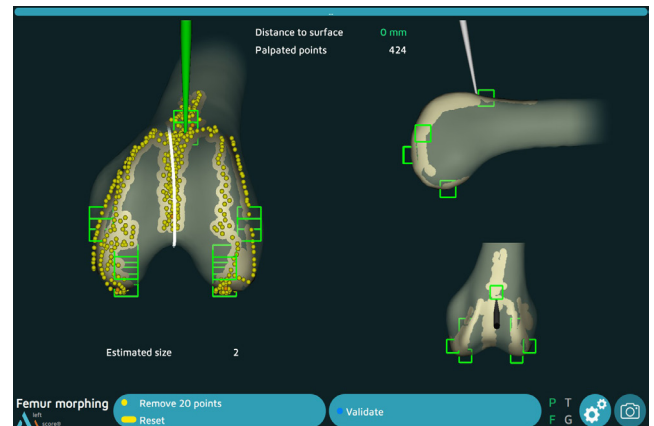 Distance to surface 0 mm
Palpated points 424
Estimated size 2
Femur morphing
left
score®
Remove 20 points
Reset
Validate
P T
F G